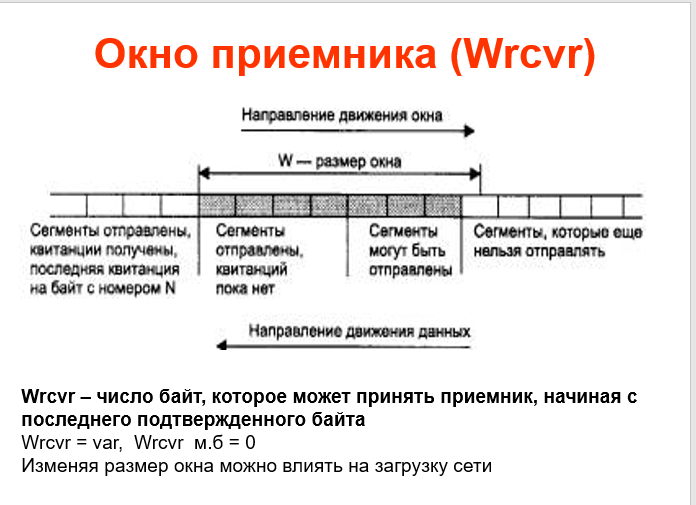 Окно приемника (Wrcvr)
Направление движения окна
W — размер окна
Сегменты отправлены,
квитанции получены,
последняя квитанция
на байт с номером N
Сегменты
отправлены,
квитанций
пока нет
Сегменты
могут быть
отправлены
Сегменты, которые еще
нельзя отправлять
Направление движения данных
Wrcvr – число байт, которое может принять приемник, начиная с
последнего подтвержденного байта
Wrcvr = var,  Wrcvr  м.б = 0
Изменяя размер окна можно влиять на загрузку сети